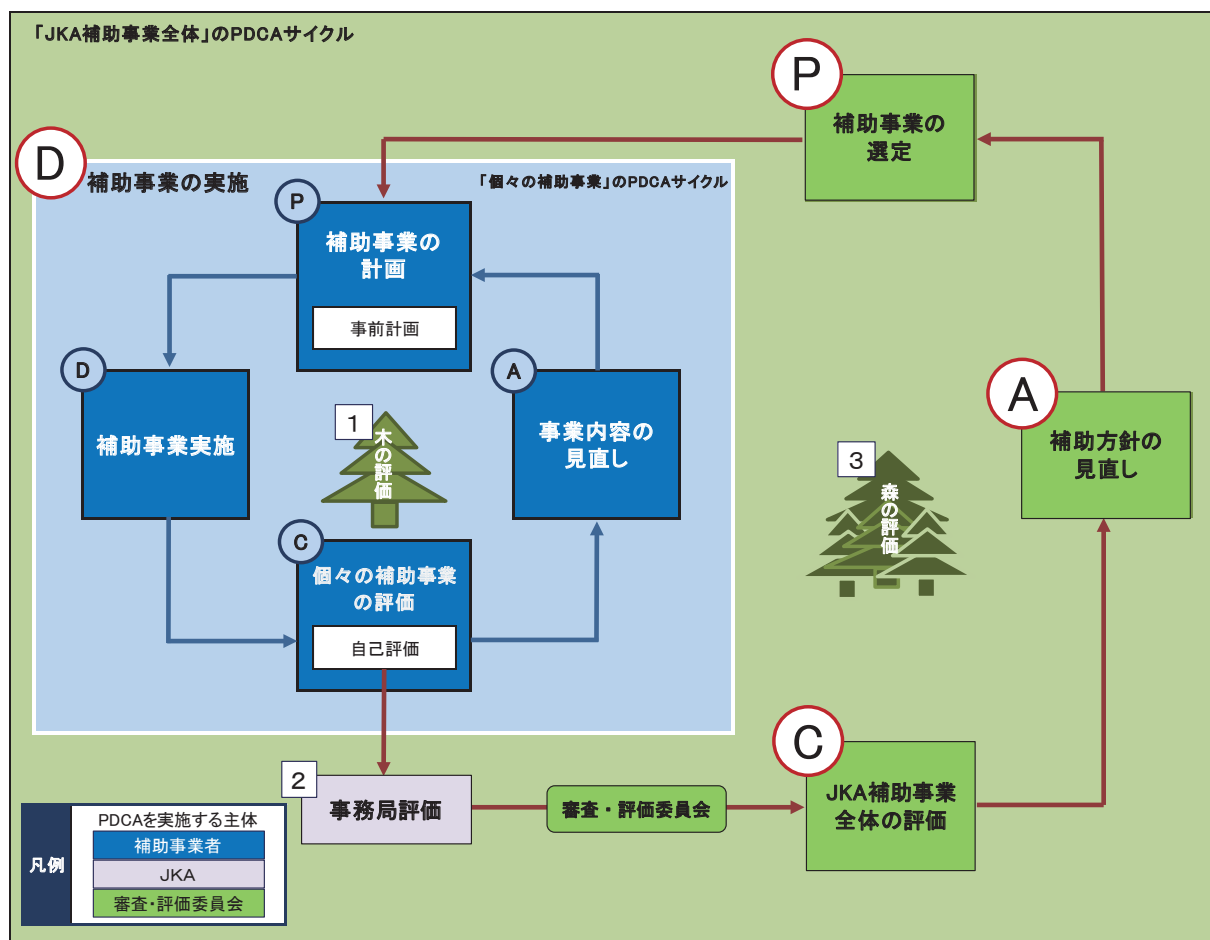 「JKA補助事業全体」のPDCAサイクル
P
補助事業の
選定
D
補助事業の実施
「個々の補助事業」のPDCAサイクル
P
補助事業の
計画
事前計画
D
補助事業実施
1
木の評価
A
事業内容の
見直し
C
個々の補助事業
の評価
自己評価
A
補助方針の
見直し
3
森の評価
2
事務局評価
審査・評価委員会
C
JKA補助事業
全体の評価
凡例
PDCAを実施する主体
補助事業者
JKA
審査・評価委員会